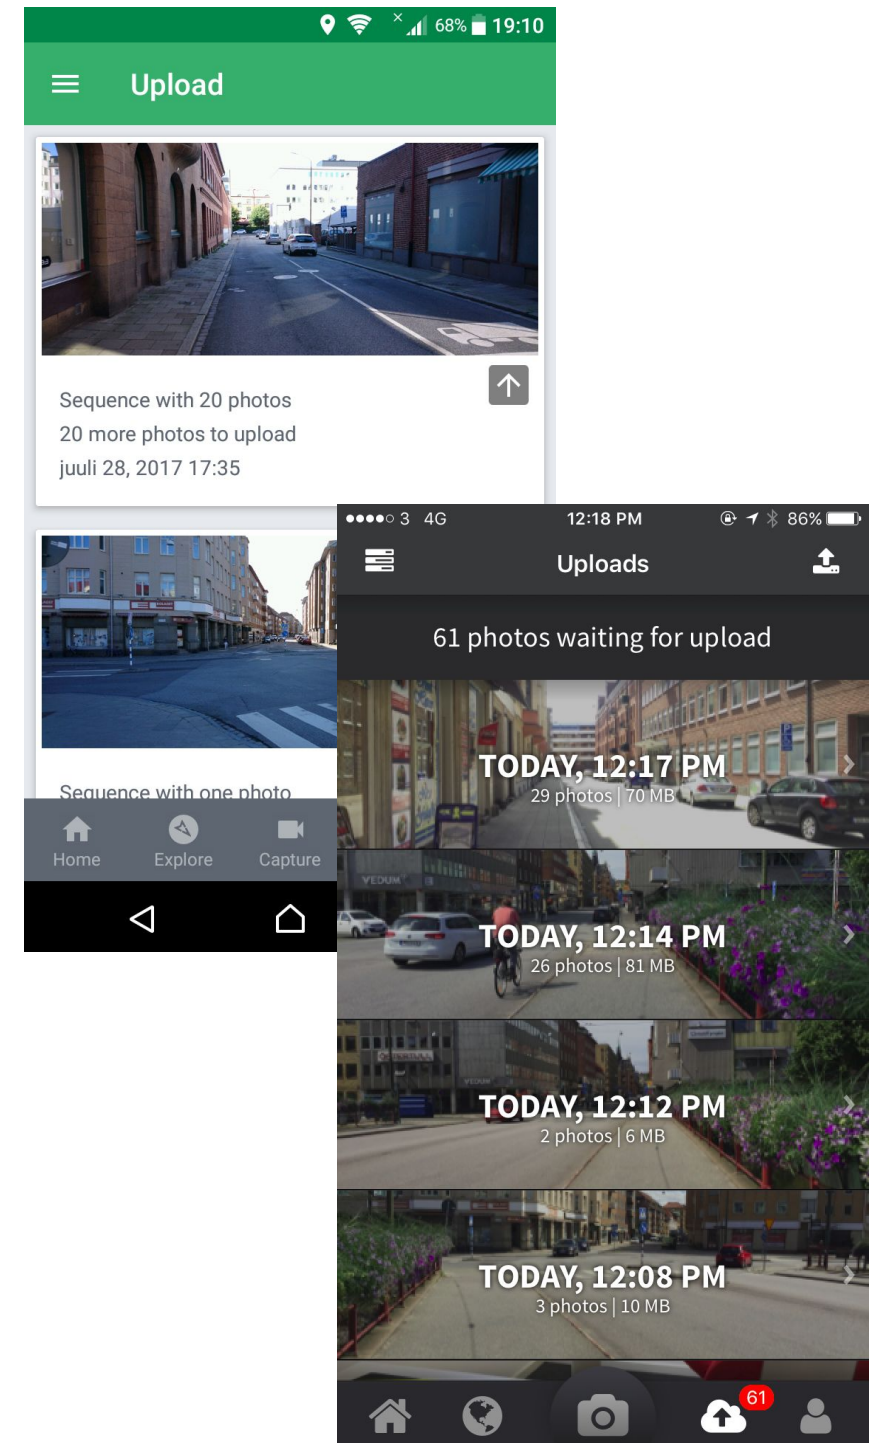 68% 19:10
Upload
Sequence with 20 photos
20 more photos to upload
juuli 28, 2017 17:35
Sequence with one photo
Home Explore Capture
3 4G 12:18 PM 86%
Uploads
61 photos waiting for upload
TODAY, 12:17 PM
29 photos | 70 MB
VEDUM
TODAY, 12:14 PM
26 photos | 81 MB
VEDUM
TODAY, 12:12 PM
2 photos | 6 MB
TODAY, 12:08 PM
3 photos | 10 MB
61